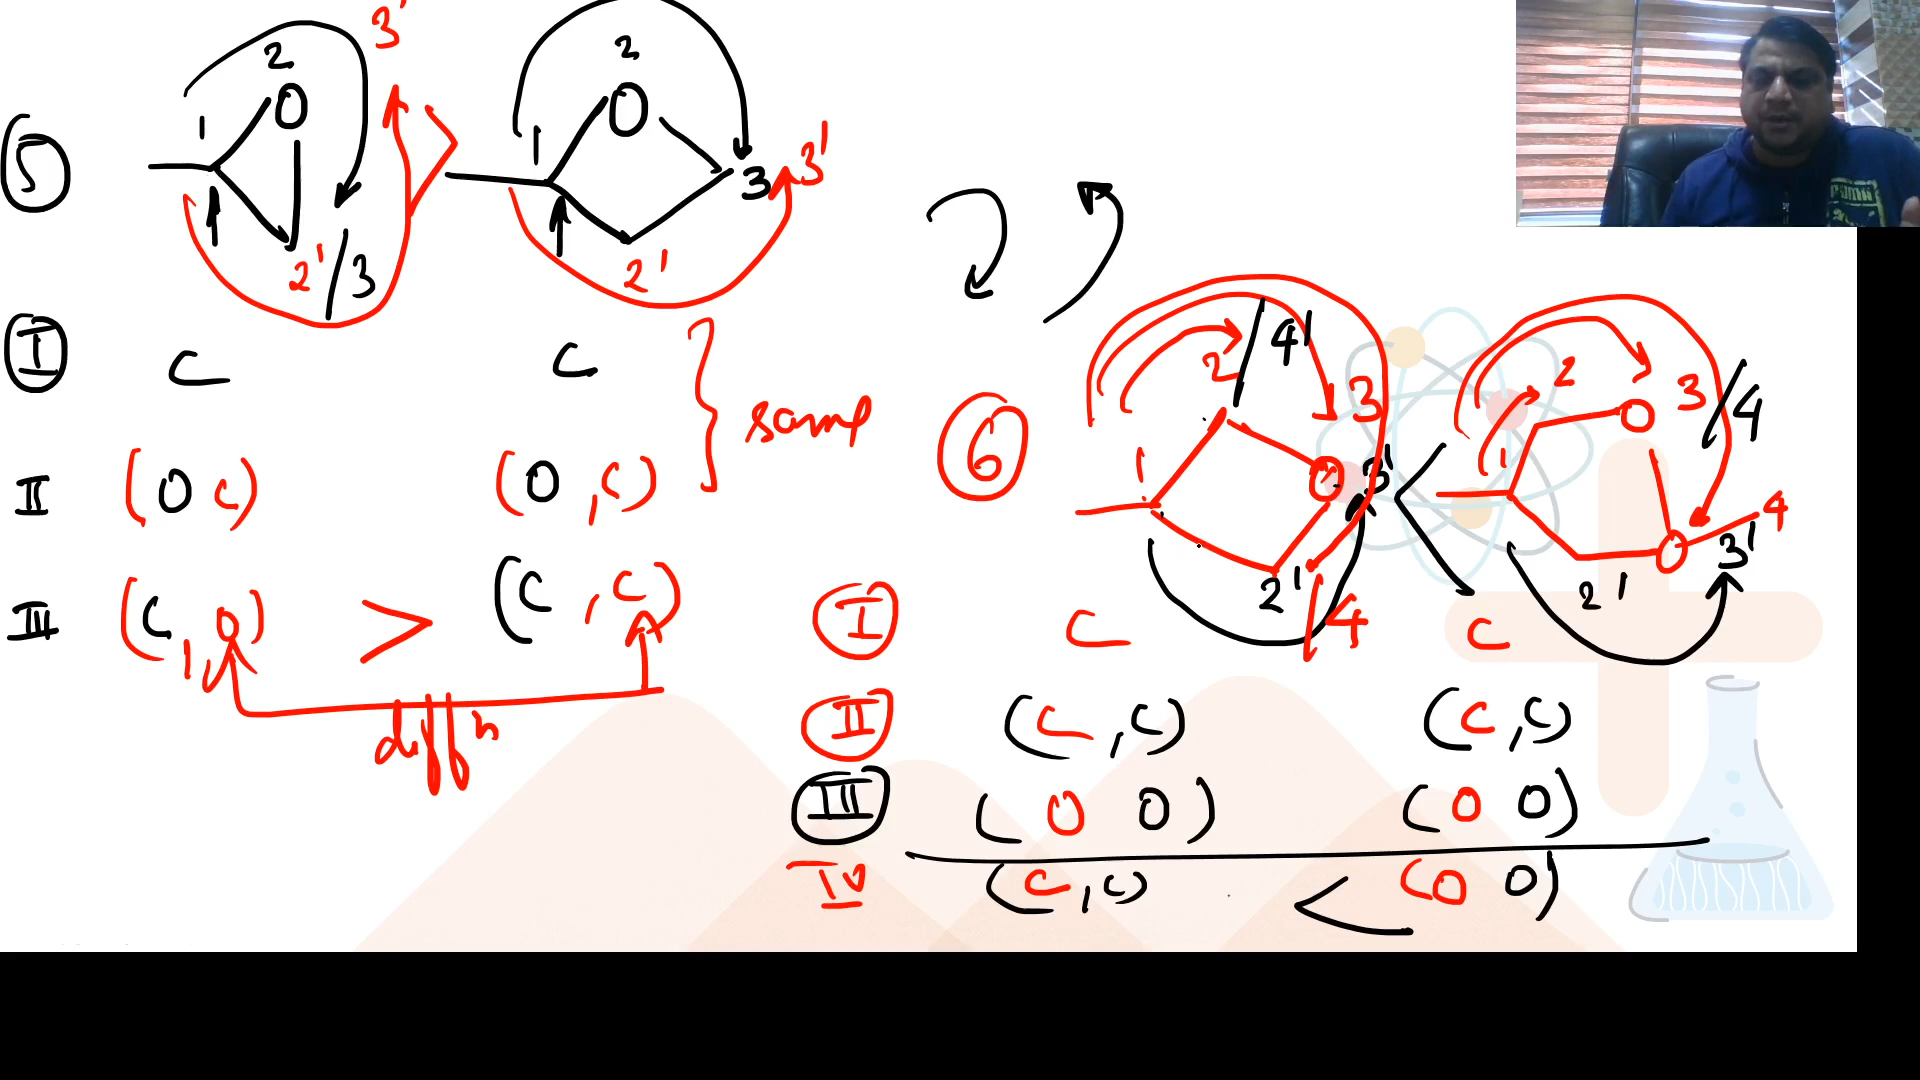 5
1 2 O 2' / 3 3'
1 2 O 3 3' 2'
>
I C C
II (O C) (O, C) } same
III (C, O) > (C, C)
diffn
6
1 2 / 4' 3 3' 2' / 4 O
<
1 2 3 / 4 O O 4 3' 2'
I C C
II (C, C) (C, C)
III (O O) (O O)
IV (C, C) < (O O)